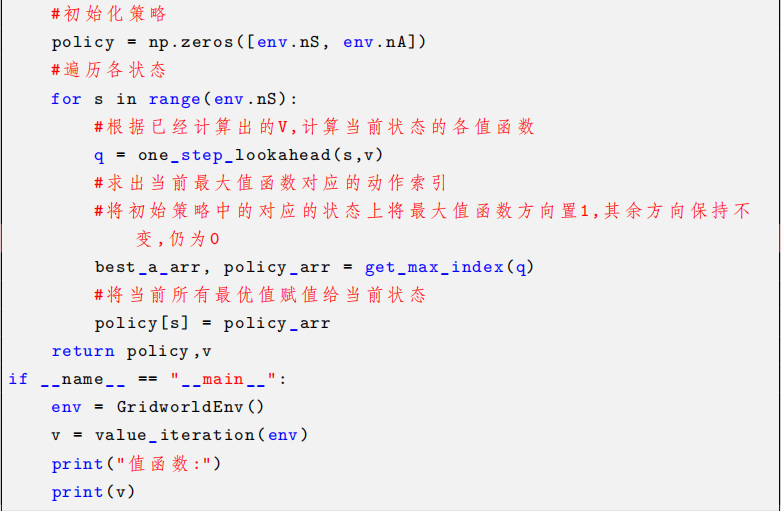 #初始化策略
policy = np.zeros([env.nS, env.nA])
#遍历各状态
for s in range(env.nS):
#根据已经计算出的V,计算当前状态的各值函数
q = one_step_lookahead(s,v)
#求出当前最大值函数对应的动作索引
#将初始策略中的对应的状态上将最大值函数方向置1,其余方向保持不
变,仍为0
best_a_arr, policy_arr = get_max_index(q)
#将当前所有最优值赋值给当前状态
policy[s] = policy_arr
return policy,v
if __name__ == "__main__":
env = GridworldEnv()
v = value_iteration(env)
print("值函数:")
print(v)